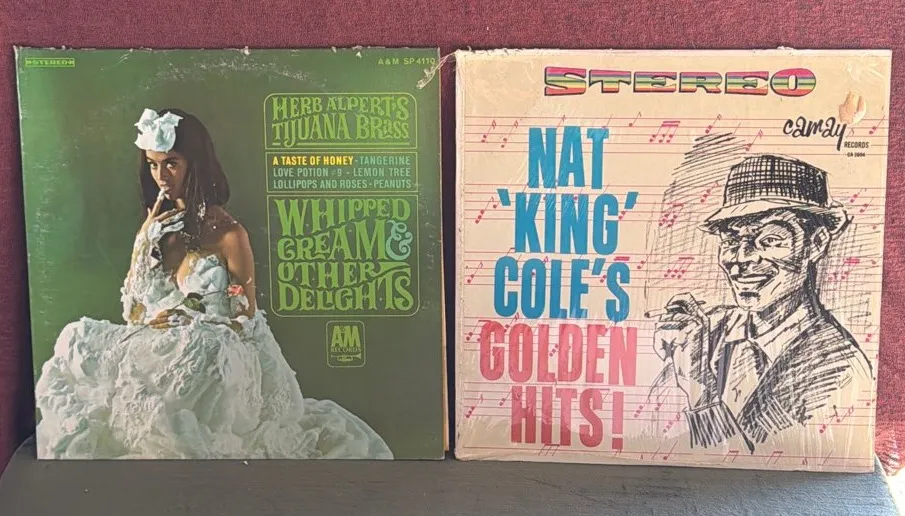 STEREO
A&M SP 4110
HERB ALPERT'S
TIJUANA BRASS
A TASTE OF HONEY - TANGERINE
LOVE POTION #9 - LEMON TREE
LOLLIPOPS AND ROSES - PEANUTS
WHIPPED
CREAM &
OTHER
DELIGHTS
A&M
RECORDS
STEREO
camay
RECORDS
NAT
'KING'
COLE'S
GOLDEN
HITS!